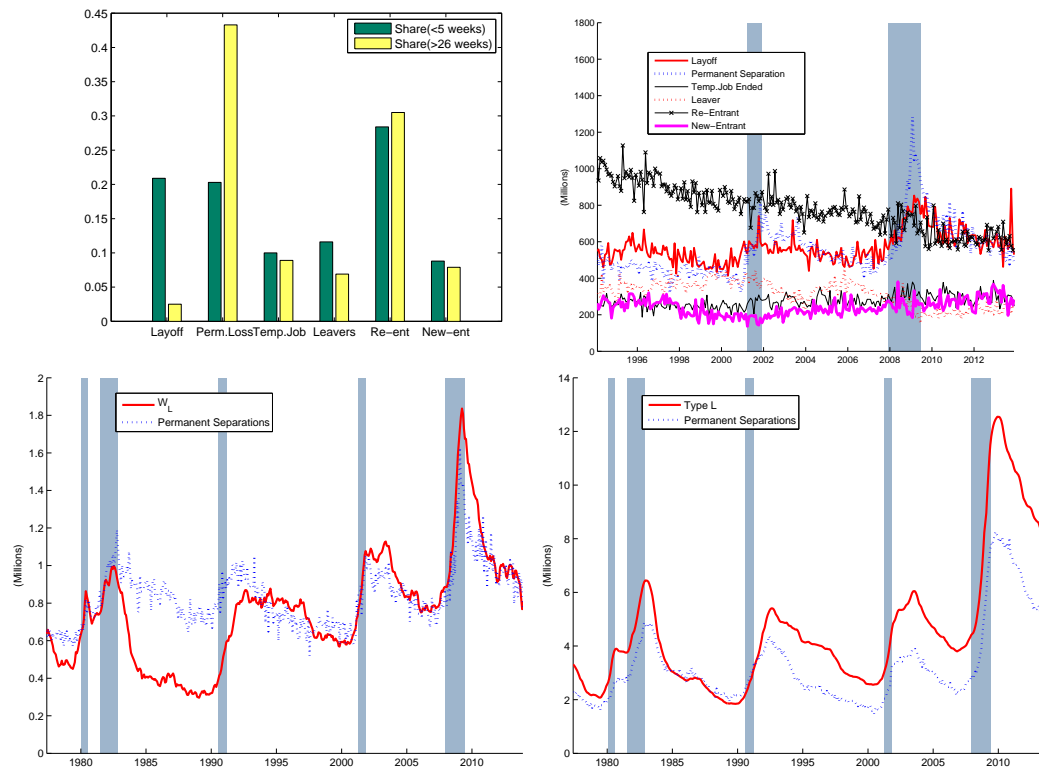 0.45
0.4
0.35
0.3
0.25
0.2
0.15
0.1
0.05
0
Share(<5 weeks)
Share(>26 weeks)
Layoff Perm.Loss Temp.Job Leavers Re−ent New−ent
1800
1600
1400
1200
1000
800
600
400
200
0
(Millions)
Layoff
Permanent Separation
Temp.Job Ended
Leaver
Re−Entrant
New−Entrant
1996 1998 2000 2002 2004 2006 2008 2010 2012
2
1.8
1.6
1.4
1.2
1
0.8
0.6
0.4
0.2
0
(Millions)
W_L
Permanent Separations
1980 1985 1990 1995 2000 2005 2010
14
12
10
8
6
4
2
0
(Millions)
Type L
Permanent Separations
1980 1985 1990 1995 2000 2005 2010